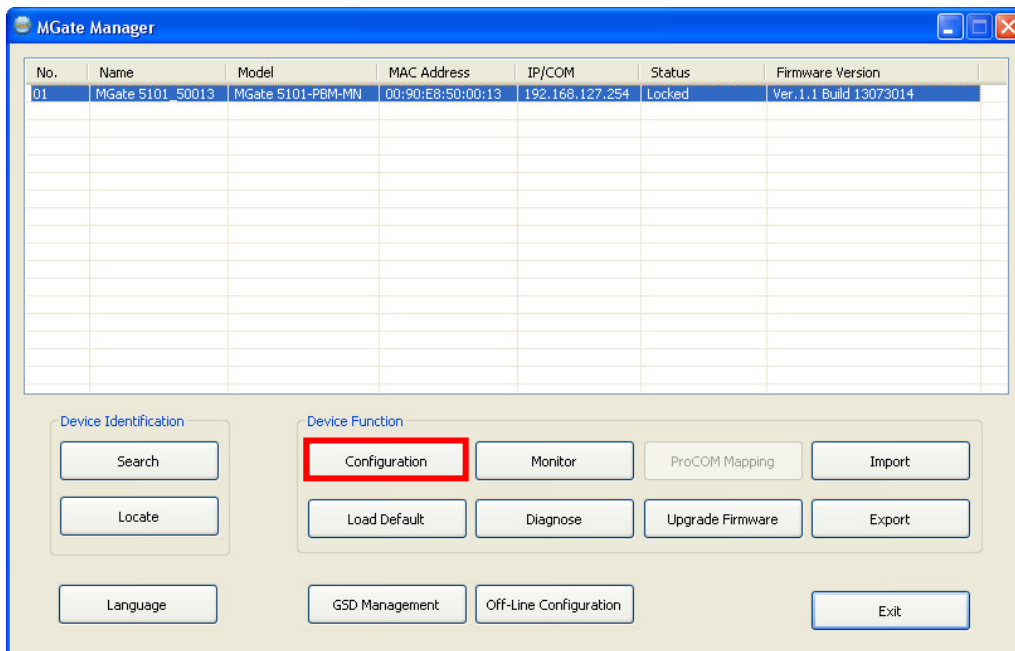 MGate Manager
No. Name Model MAC Address IP/COM Status Firmware Version
01 MGate 5101_50013 MGate 5101-PBM-MN 00:90:E8:50:00:13 192.168.127.254 Locked Ver.1.1 Build 13073014
Device Identification Device Function
Search Configuration Monitor ProCOM Mapping Import
Locate Load Default Diagnose Upgrade Firmware Export
Language GSD Management Off-Line Configuration Exit